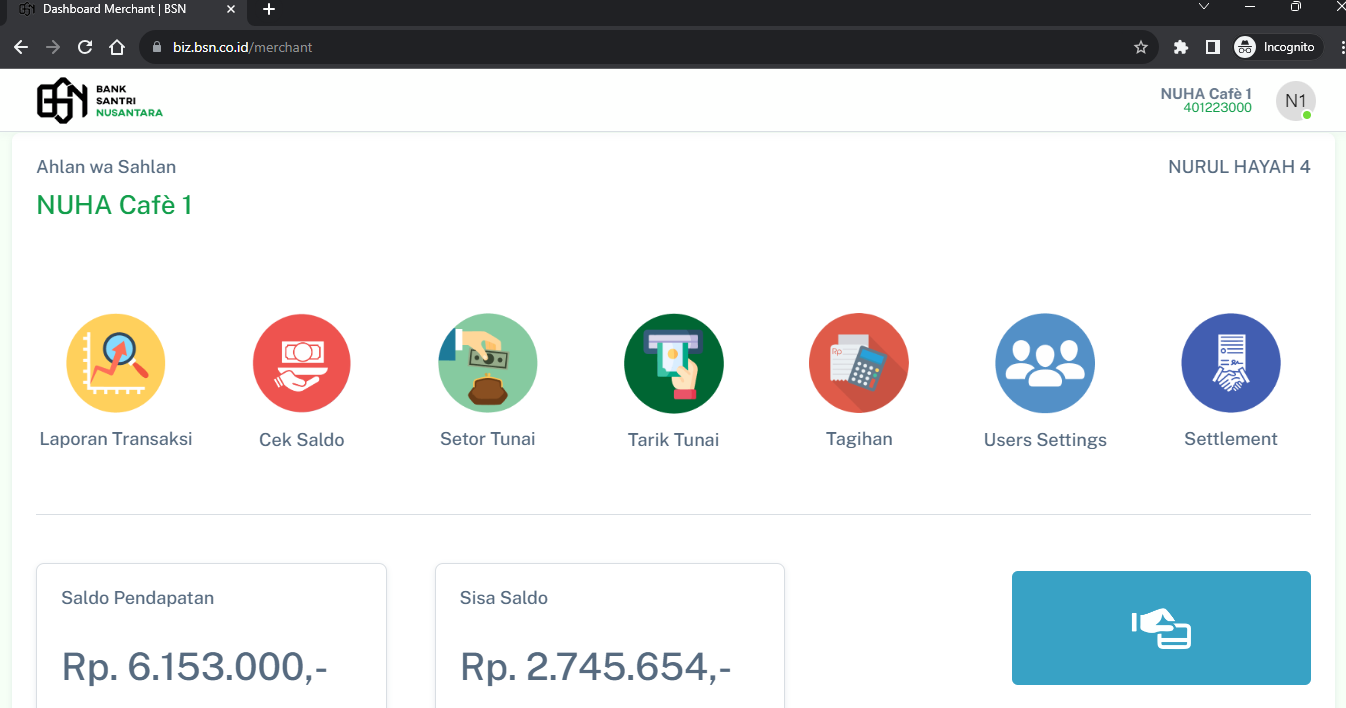 Dashboard Merchant | BSN
biz.bsn.co.id/merchant
Incognito
BSN
BANK
SANTRI
NUSANTARA
NUHA Cafè 1
401223000
N1
Ahlan wa Sahlan
NURUL HAYAH 4
NUHA Cafè 1
Laporan Transaksi
Cek Saldo
Setor Tunai
Tarik Tunai
Tagihan
Users Settings
Settlement
Rp
Saldo Pendapatan
Sisa Saldo
Rp. 6.153.000,-
Rp. 2.745.654,-